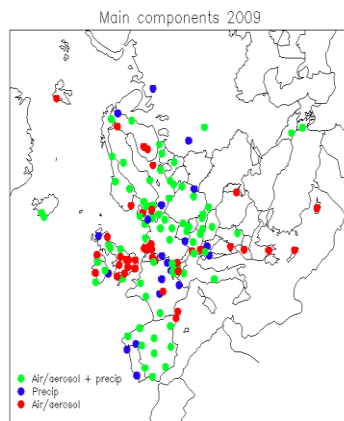 Main components 2009
Air/aerosol + precip
Precip
Air/aerosol